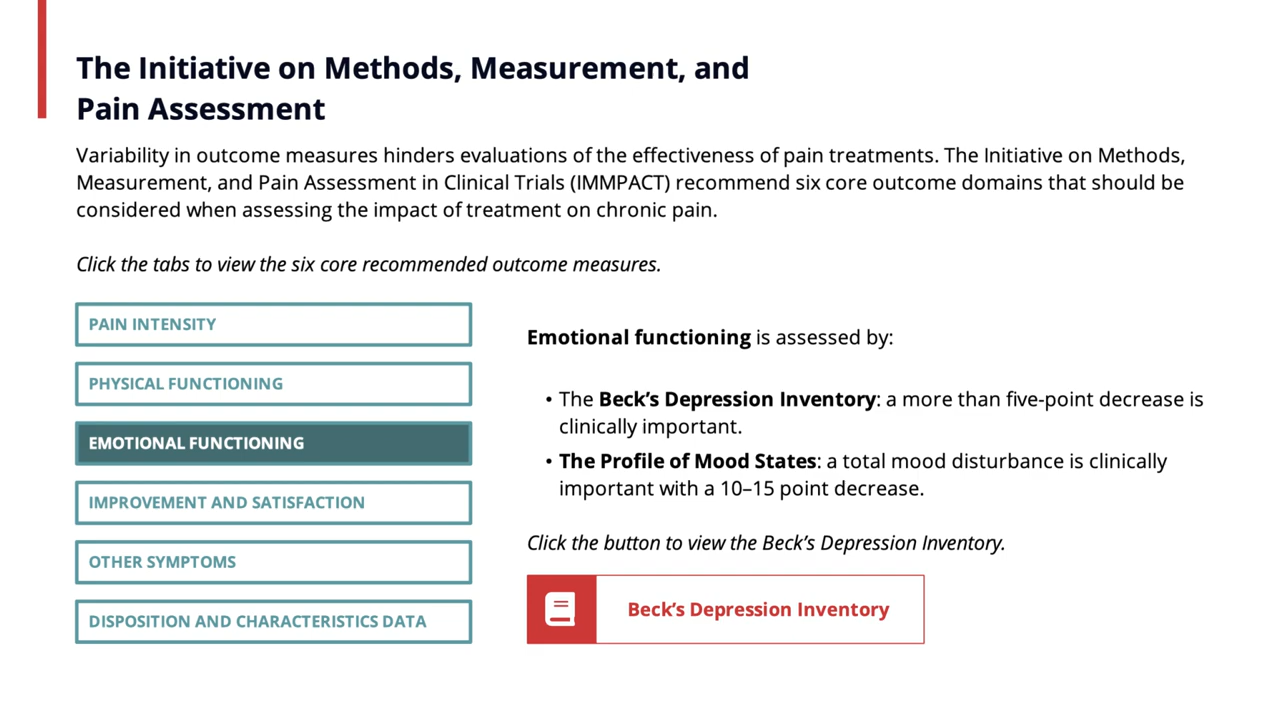 The Initiative on Methods, Measurement, and
Pain Assessment
Variability in outcome measures hinders evaluations of the effectiveness of pain treatments. The Initiative on Methods,
Measurement, and Pain Assessment in Clinical Trials (IMMPACT) recommend six core outcome domains that should be
considered when assessing the impact of treatment on chronic pain.
Click the tabs to view the six core recommended outcome measures.
PAIN INTENSITY
PHYSICAL FUNCTIONING
EMOTIONAL FUNCTIONING
IMPROVEMENT AND SATISFACTION
OTHER SYMPTOMS
DISPOSITION AND CHARACTERISTICS DATA
Emotional functioning is assessed by:
• The Beck’s Depression Inventory: a more than five-point decrease is
clinically important.
• The Profile of Mood States: a total mood disturbance is clinically
important with a 10–15 point decrease.
Click the button to view the Beck’s Depression Inventory.
Beck’s Depression Inventory